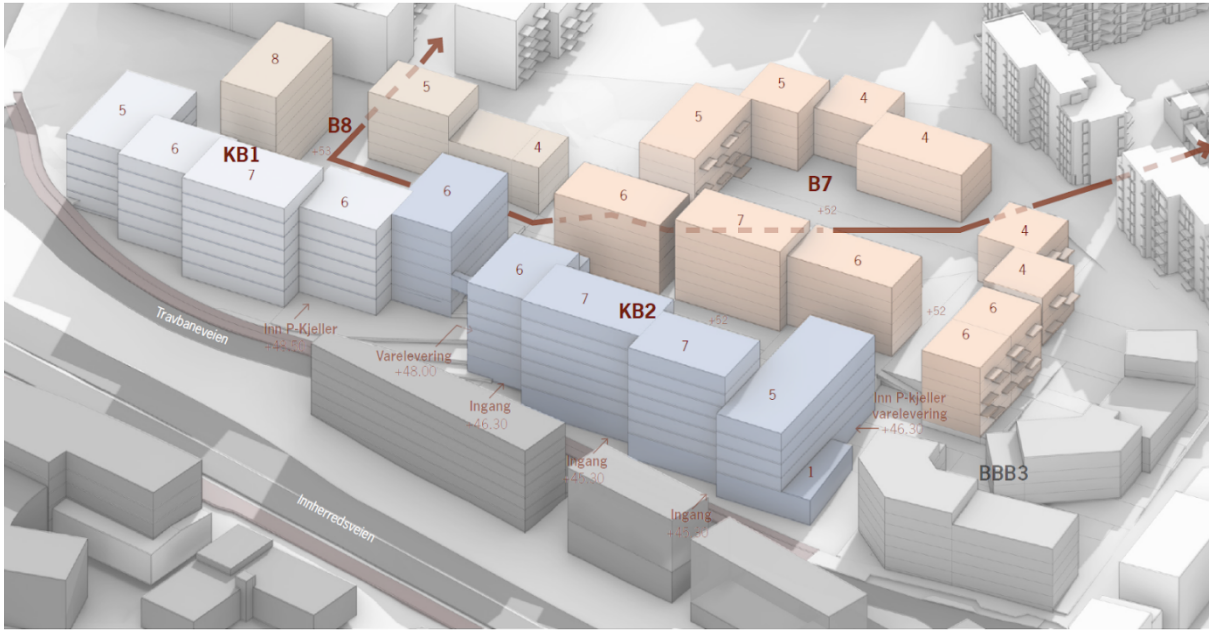 8
5
5
5
5
4
B8
5
4
6
KB1
4
+53
7
6
6
6
B7
+52
7
4
6
6
4
7
KB2
6
+52
+52
6
7
Travbaneveien
Inn P-Kjeller
Varelevering
+48.00
5
Inn P-kjeller
varelevering
+46.30
Ingang
+46.30
Ingang
1
BBB3
Innherredsveien
Ingang